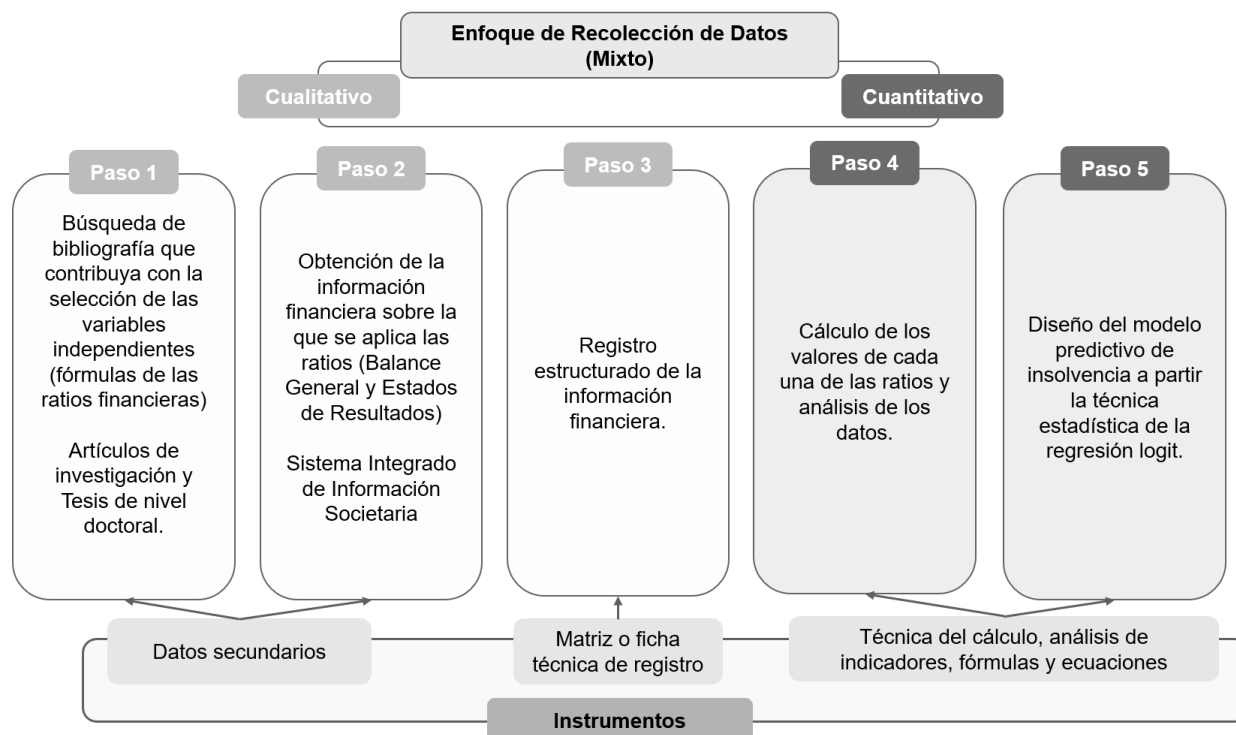 Enfoque de Recolección de Datos
(Mixto)
Cualitativo
Cuantitativo
Paso 1
Búsqueda de
bibliografía que
contribuya con la
selección de las
variables
independientes
(fórmulas de las
ratios financieras)
Artículos de
investigación y
Tesis de nivel
doctoral.
Paso 2
Obtención de la
información
financiera sobre la
que se aplica las
ratios (Balance
General y Estados
de Resultados)
Sistema Integrado
de Información
Societaria
Paso 3
Registro
estructurado de la
información
financiera.
Paso 4
Cálculo de los
valores de cada
una de las ratios y
análisis de los
datos.
Paso 5
Diseño del modelo
predictivo de
insolvencia a partir
la técnica
estadística de la
regresión logit.
Datos secundarios
Matriz o ficha
técnica de registro
Técnica del cálculo, análisis de
indicadores, fórmulas y ecuaciones
Instrumentos